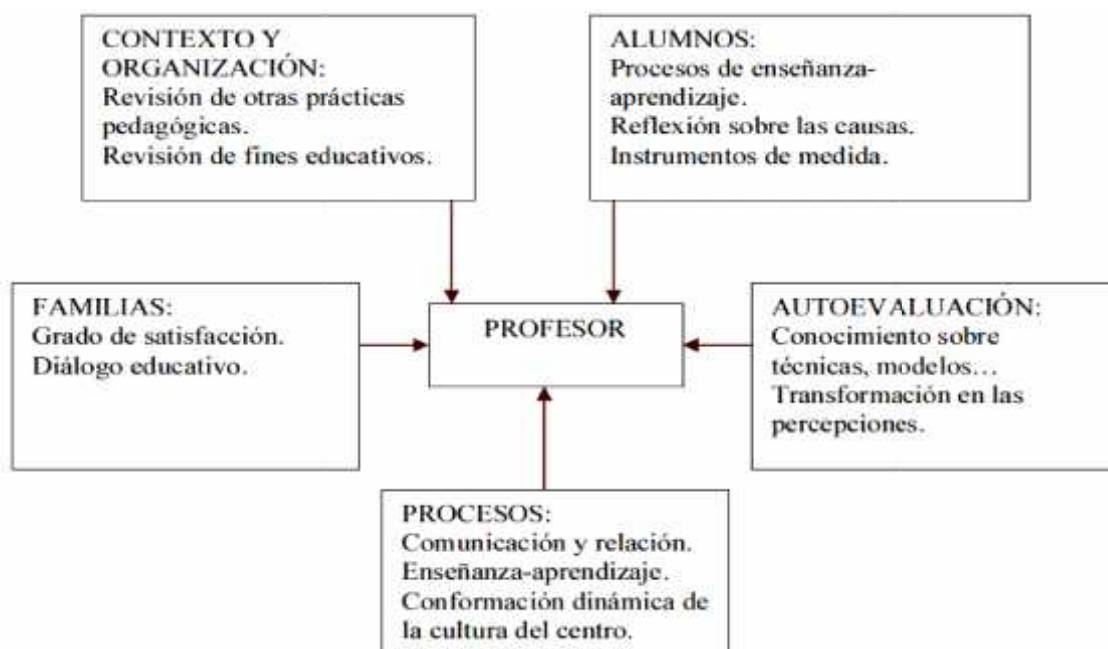 CONTEXTO Y
ORGANIZACIÓN:
Revisión de otras prácticas
pedagógicas.
Revisión de fines educativos.
ALUMNOS:
Procesos de enseñanza-
aprendizaje.
Reflexión sobre las causas.
Instrumentos de medida.
FAMILIAS:
Grado de satisfacción.
Diálogo educativo.
PROFESOR
AUTOEVALUACIÓN:
Conocimiento sobre
técnicas, modelos…
Transformación en las
percepciones.
PROCESOS:
Comunicación y relación.
Enseñanza-aprendizaje.
Conformación dinámica de
la cultura del centro.